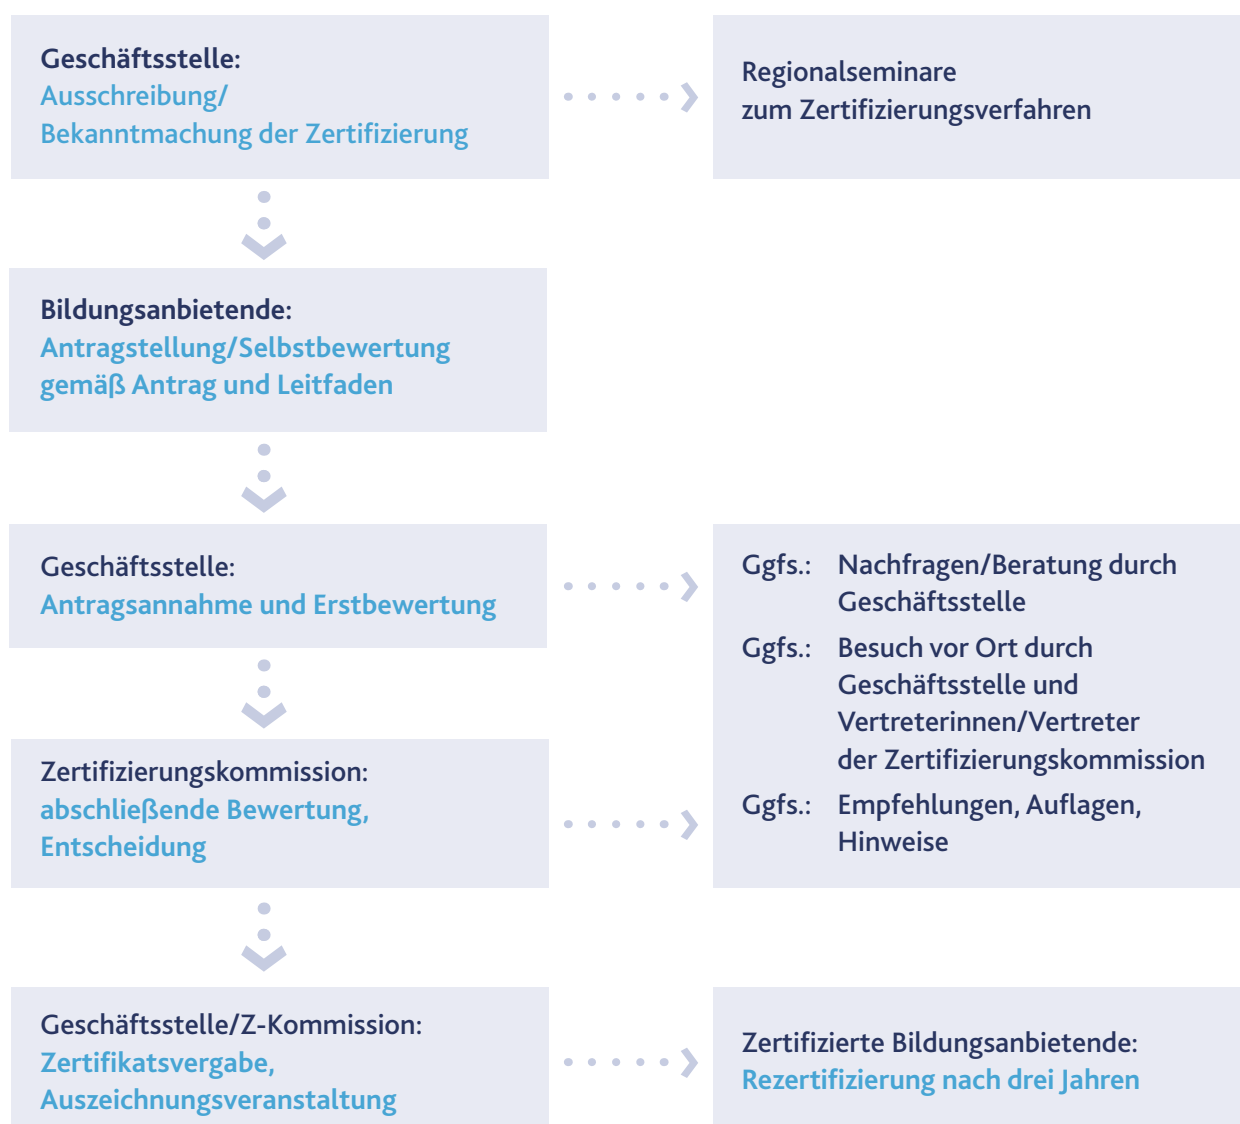 Geschäftsstelle:
Ausschreibung/
Bekanntmachung der Zertifizierung
Regionalseminare
zum Zertifizierungsverfahren
Bildungsanbietende:
Antragstellung/Selbstbewertung
gemäß Antrag und Leitfaden
Geschäftsstelle:
Antragsannahme und Erstbewertung
Ggfs.: Nachfragen/Beratung durch
Geschäftsstelle
Ggfs.: Besuch vor Ort durch
Geschäftsstelle und
Vertreterinnen/Vertreter
der Zertifizierungskommission
Ggfs.: Empfehlungen, Auflagen,
Hinweise
Zertifizierungskommission:
abschließende Bewertung,
Entscheidung
Geschäftsstelle/Z-Kommission:
Zertifikatsvergabe,
Auszeichnungsveranstaltung
Zertifizierte Bildungsanbietende:
Rezertifizierung nach drei Jahren